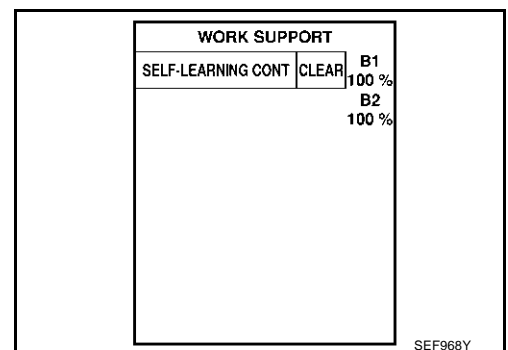 WORK SUPPORT
SELF-LEARNING CONT CLEAR B1
100 %
B2
100 %
SEF968Y